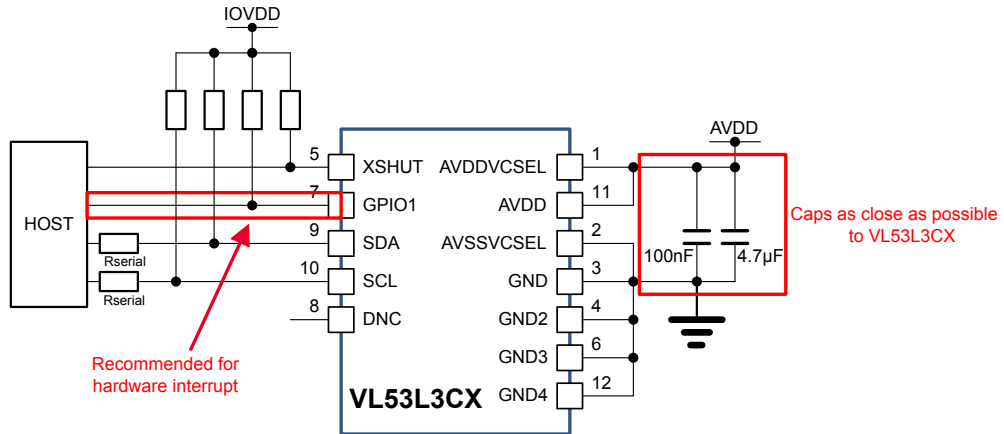 IOVDD
AVDD
HOST
5
XSHUT
7
GPIO1
9
SDA
10
SCL
8
DNC
Rserial
Rserial
AVDDVCSEL
1
AVDD
11
AVSSVCSEL
2
GND
3
GND2
4
GND3
6
GND4
12
VL53L3CX
100nF
4.7µF
Caps as close as possible
to VL53L3CX
Recommended for
hardware interrupt